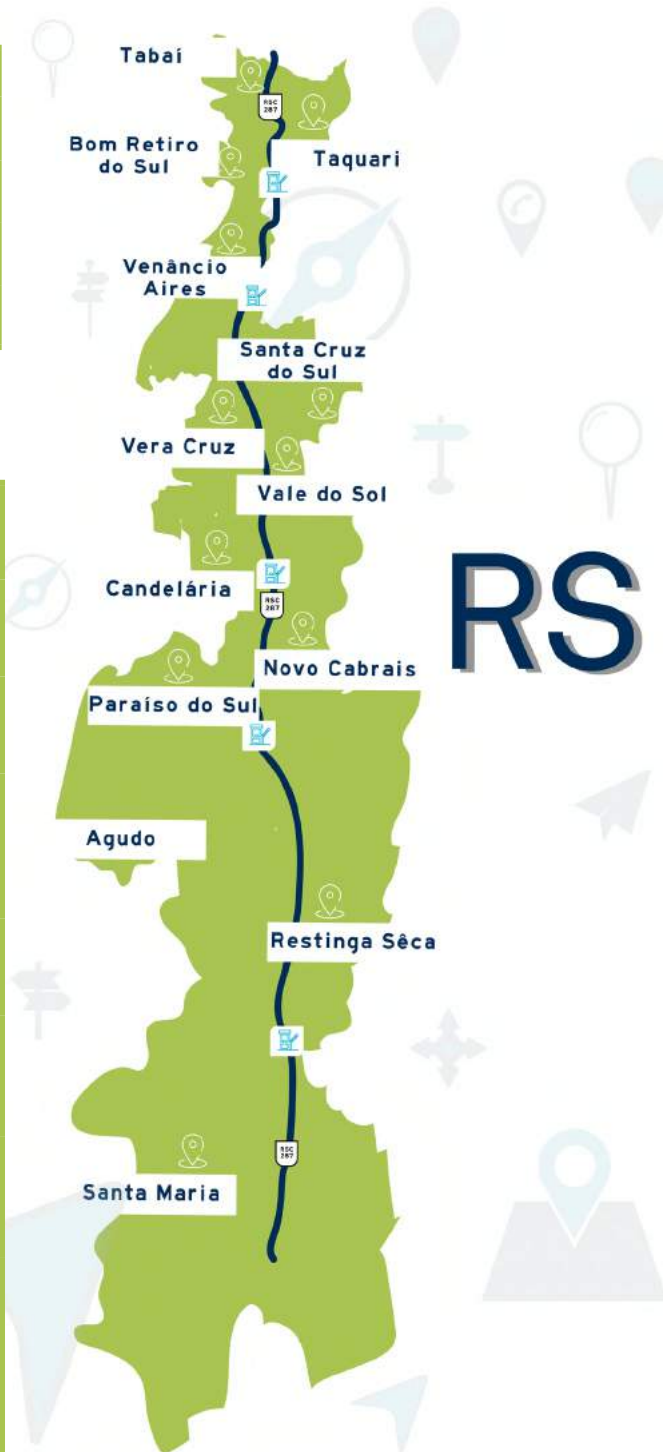 Tabaí
RSC
287
Bom Retiro
do Sul
Taquari
Venâncio
Aires
Santa Cruz
do Sul
Vera Cruz
Vale do Sol
Candelária
RSC
287
Novo Cabrais
Paraíso do Sul
RS
Agudo
Restinga Sêca
RSC
287
Santa Maria